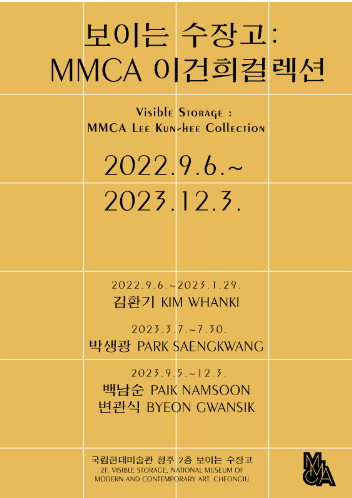 보이는 수장고:
MMCA 이건희컬렉션
Visible Storage :
MMCA Lee Kun-hee Collection
2022.9.6.~
2023.12.3.
2022.9.6.~2023.1.29.
김환기 KIM WHANKI
2023.3.7.~7.30.
박생광 PARK SAENGKWANG
2023.9.5.~12.3.
백남순 PAIK NAMSOON
변관식 BYEON GWANSIK
국립현대미술관 청주 2층 보이는 수장고
2F, VISIBLE STORAGE, NATIONAL MUSEUM OF
MODERN AND CONTEMPORARY ART, CHEONGJU
MMCA